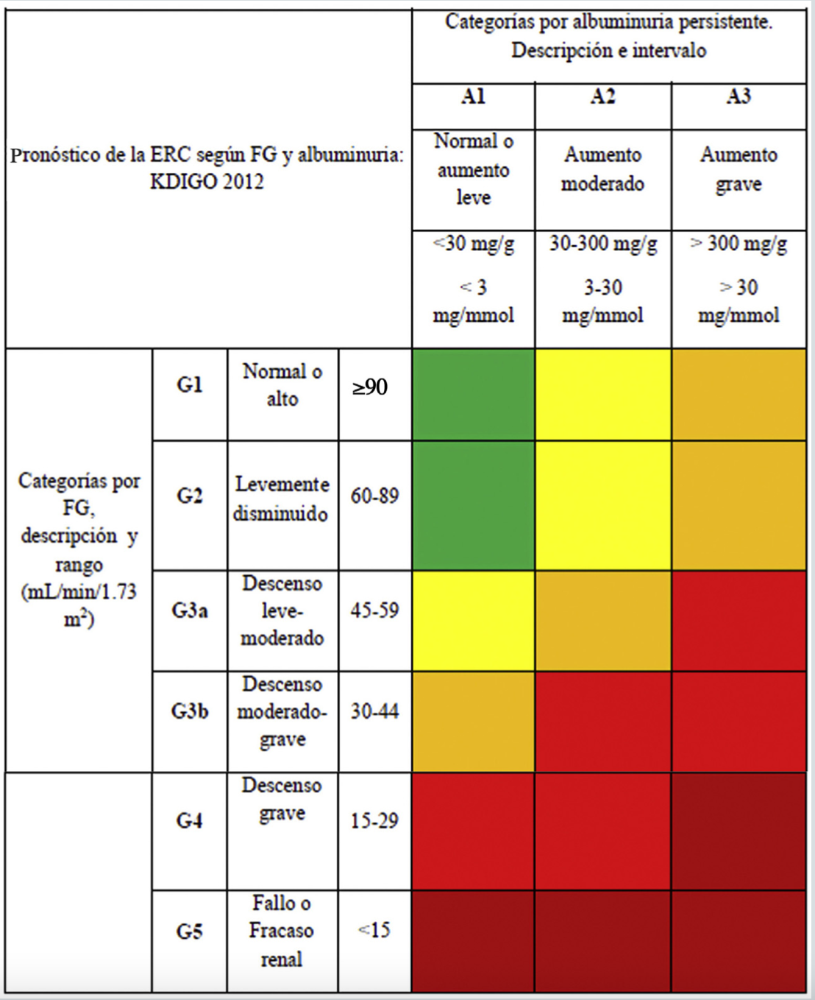 Categorías por albuminuria persistente.
Descripción e intervalo
A1
A2
A3
Pronóstico de la ERC según FG y albuminuria:
KDIGO 2012
Normal o
aumento
leve
Aumento
moderado
Aumento
grave
<30 mg/g
< 3
mg/mmol
30-300 mg/g
3-30
mg/mmol
> 300 mg/g
> 30
mg/mmol
Categorías por
FG,
descripción y
rango
(mL/min/1.73
m²)
G1
Normal o
alto
≥90
G2
Levemente
disminuido
60-89
G3a
Descenso
leve-
moderado
45-59
G3b
Descenso
moderado-
grave
30-44
G4
Descenso
grave
15-29
G5
Fallo o
Fracaso
renal
<15